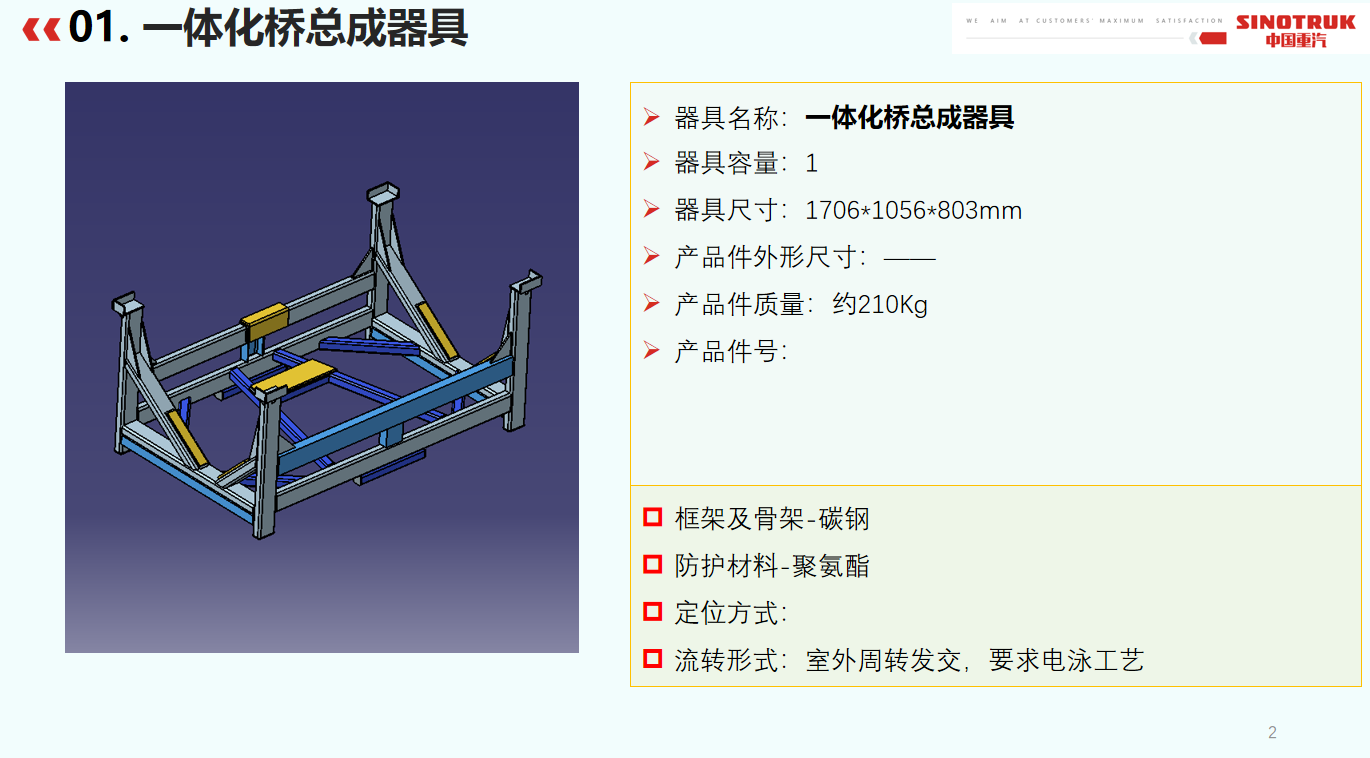 01. 一体化桥总成器具
WE AIM AT CUSTOMERS' MAXIMUM SATISFACTION
SINOTRUK
中国重汽
器具名称：一体化桥总成器具
器具容量：1
器具尺寸：1706*1056*803mm
产品件外形尺寸：——
产品件质量：约210Kg
产品件号：
框架及骨架-碳钢
防护材料-聚氨酯
定位方式：
流转形式：室外周转发交，要求电泳工艺
2